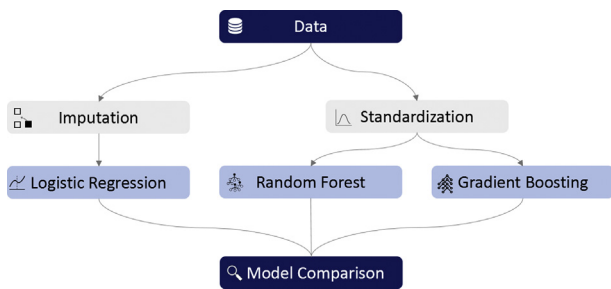 Data
Imputation
Standardization
Logistic Regression
Random Forest
Gradient Boosting
Model Comparison